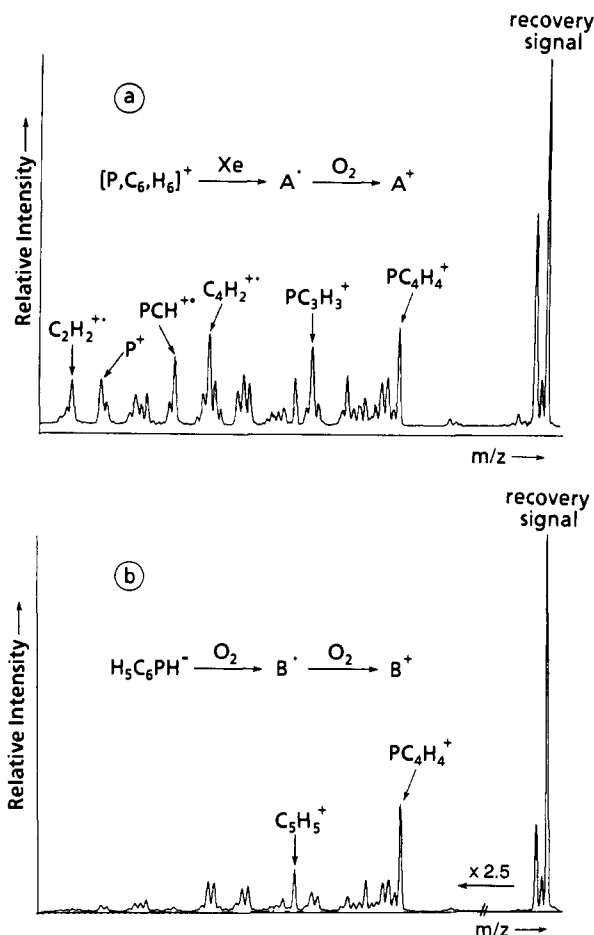 recovery
signal
a
[P,C₆,H₆]⁺ Xe → A˙ O₂ → A⁺
Relative Intensity →
C₂H₂⁺˙
P⁺
PCH⁺•
C₄H₂⁺˙
PC₃H₃⁺
PC₄H₄⁺
m/z →
recovery
signal
b
H₅C₆PH⁻ O₂ → B˙ O₂ → B⁺
Relative Intensity →
C₅H₅⁺
PC₄H₄⁺
x 2.5
m/z →